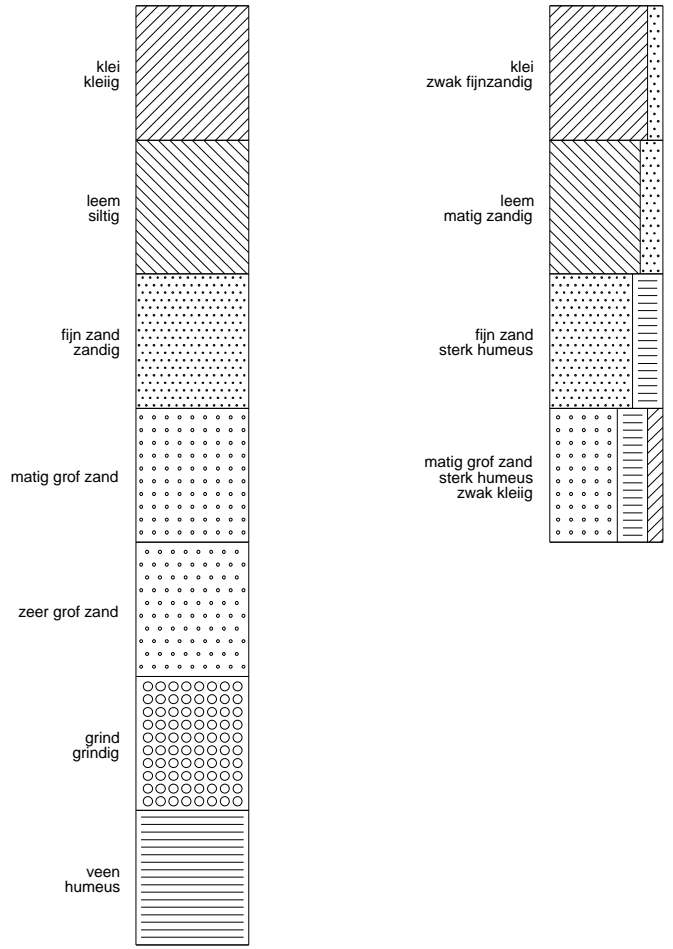 klei
kleiig
leem
siltig
fijn zand
zandig
matig grof zand
zeer grof zand
grind
grindig
veen
humeus
klei
zwak fijnzandig
leem
matig zandig
fijn zand
sterk humeus
matig grof zand
sterk humeus
zwak kleiig